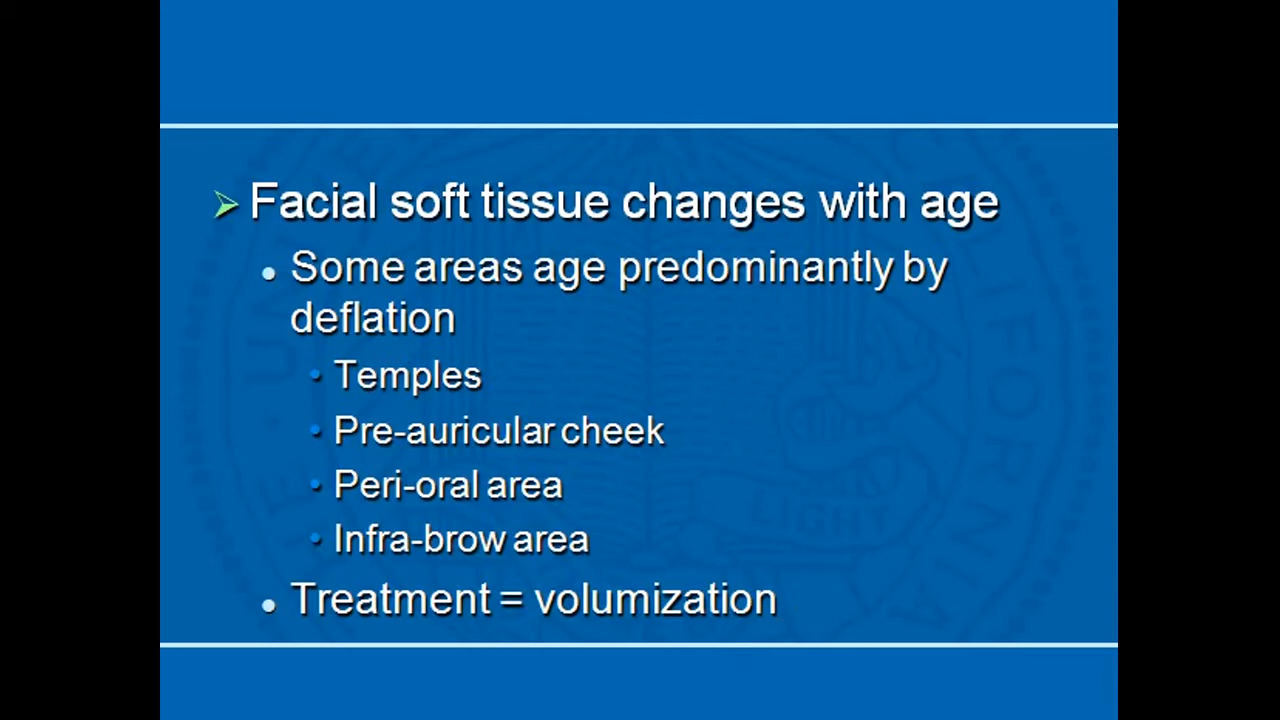 Facial soft tissue changes with age
Some areas age predominantly by
deflation
Temples
Pre-auricular cheek
Peri-oral area
Infra-brow area
Treatment = volumization
LIGHT